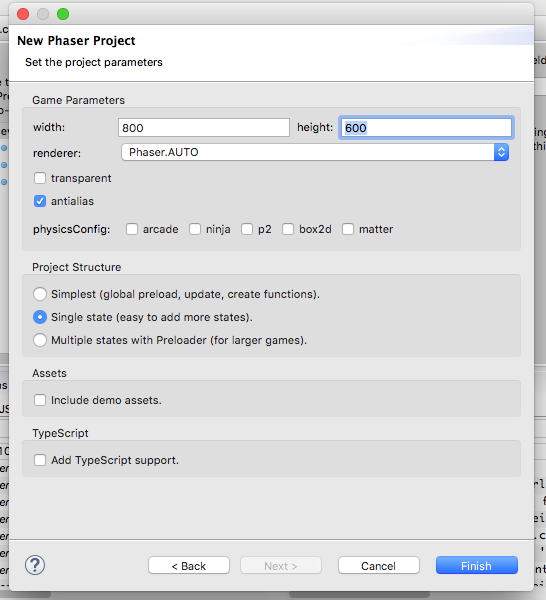 New Phaser Project
Set the project parameters
Game Parameters
width: 800 height: 600
renderer: Phaser.AUTO
transparent
antialias
physicsConfig: arcade ninja p2 box2d matter
Project Structure
Simplest (global preload, update, create functions).
Single state (easy to add more states).
Multiple states with Preloader (for larger games).
Assets
Include demo assets.
TypeScript
Add TypeScript support.
? < Back Next > Cancel Finish